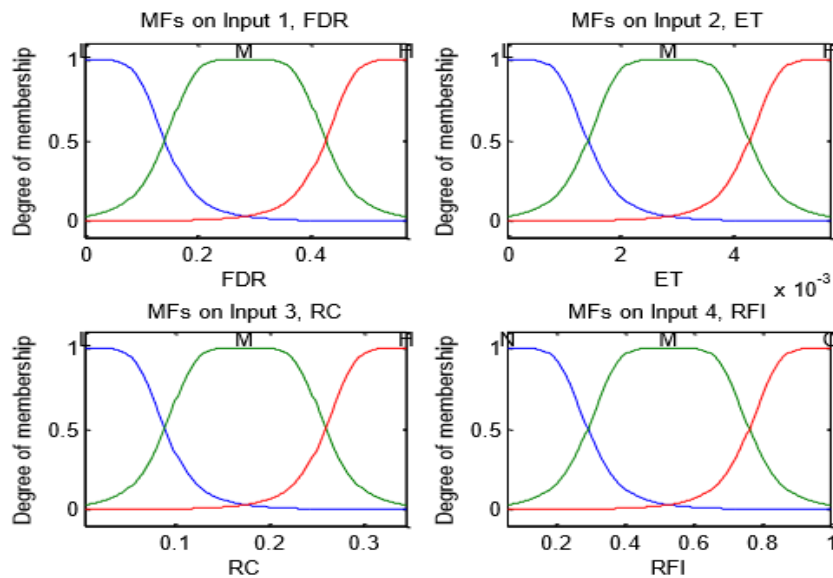 MFs on Input 1, FDR
M
H
Degree of membership
1
0.5
0
0 0.2 0.4
FDR
MFs on Input 2, ET
L
M
Degree of membership
1
0.5
0
0 2 4
ET
x 10⁻³
MFs on Input 3, RC
M
H
Degree of membership
1
0.5
0
0.1 0.2 0.3
RC
MFs on Input 4, RFI
N
M
Degree of membership
1
0.5
0
0.2 0.4 0.6 0.8 1
RFI